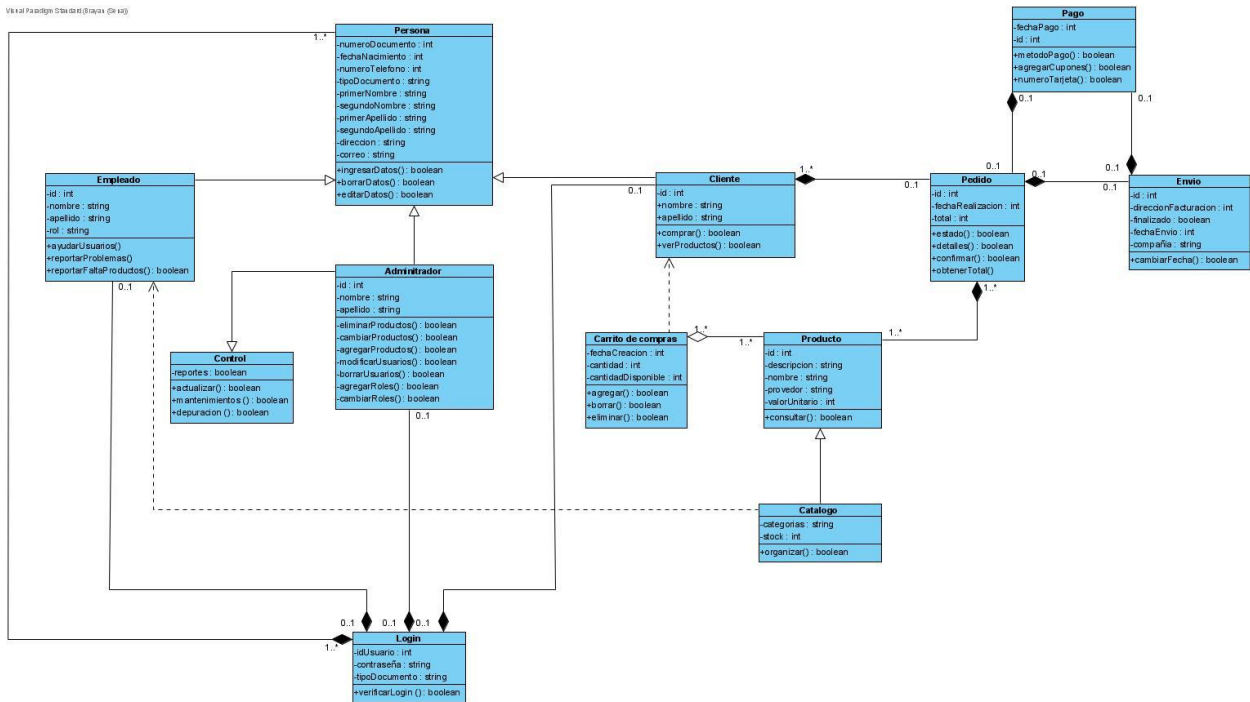 Visual Paradigm Standard(Brayan (Sena))
Pago
-fechaPago : int
-id : int
+metodoPago() : boolean
+agregarCupones() : boolean
+numeroTarjeta() : boolean
0..1
0..1
Persona
1..*
-numeroDocumento : int
-fechaNacimiento : int
-numeroTelefono : int
-tipoDocumento : string
-primerNombre : string
-segundoNombre : string
-primerApellido : string
-segundoApellido : string
-direccion : string
-correo : string
+ingresarDatos() : boolean
+borrarDatos() : boolean
+editarDatos() : boolean
Empleado
-id : int
-nombre : string
-apellido : string
-rol : string
+ayudarUsuarios()
+reportarProblemas()
+reportarFaltaProductos() : boolean
0..1
Cliente
-id : int
+nombre : string
+apellido : string
+comprar() : boolean
+verProductos() : boolean
0..1
1..*
0..1
0..1
Pedido
-id : int
-fechaRealizacion : int
-total : int
+estado() : boolean
+detalles() : boolean
+confirmar() : boolean
+obtenerTotal()
1..*
0..1
0..1
0..1
Envio
-id : int
-direccionFacturacion : int
-finalizado : boolean
-fechaEnvio : int
-compañia : string
+cambiarFecha() : boolean
Adminitrador
-id : int
-nombre : string
-apellido : string
-eliminarProductos() : boolean
-cambiarProductos() : boolean
-agregarProductos() : boolean
-modificarUsuarios() : boolean
-borrarUsuarios() : boolean
-agregarRoles() : boolean
-cambiarRoles() : boolean
0..1
Control
-reportes : boolean
+actualizar() : boolean
+mantenimientos () : boolean
+depuracion () : boolean
Carrito de compras
-fechaCreacion : int
-cantidad : int
-cantidadDisponible : int
+agregar() : boolean
+borrar() : boolean
+eliminar() : boolean
1..*
1..*
Producto
-id : int
-descripcion : string
-nombre : string
-provedor : string
-valorUnitario : int
+consultar() : boolean
1..*
Catalogo
-categorias : string
-stock : int
+organizar() : boolean
0..1
0..1
0..1
1..*
Login
-idUsuario : int
-contraseña : string
-tipoDocumento : string
+verificarLogin () : boolean